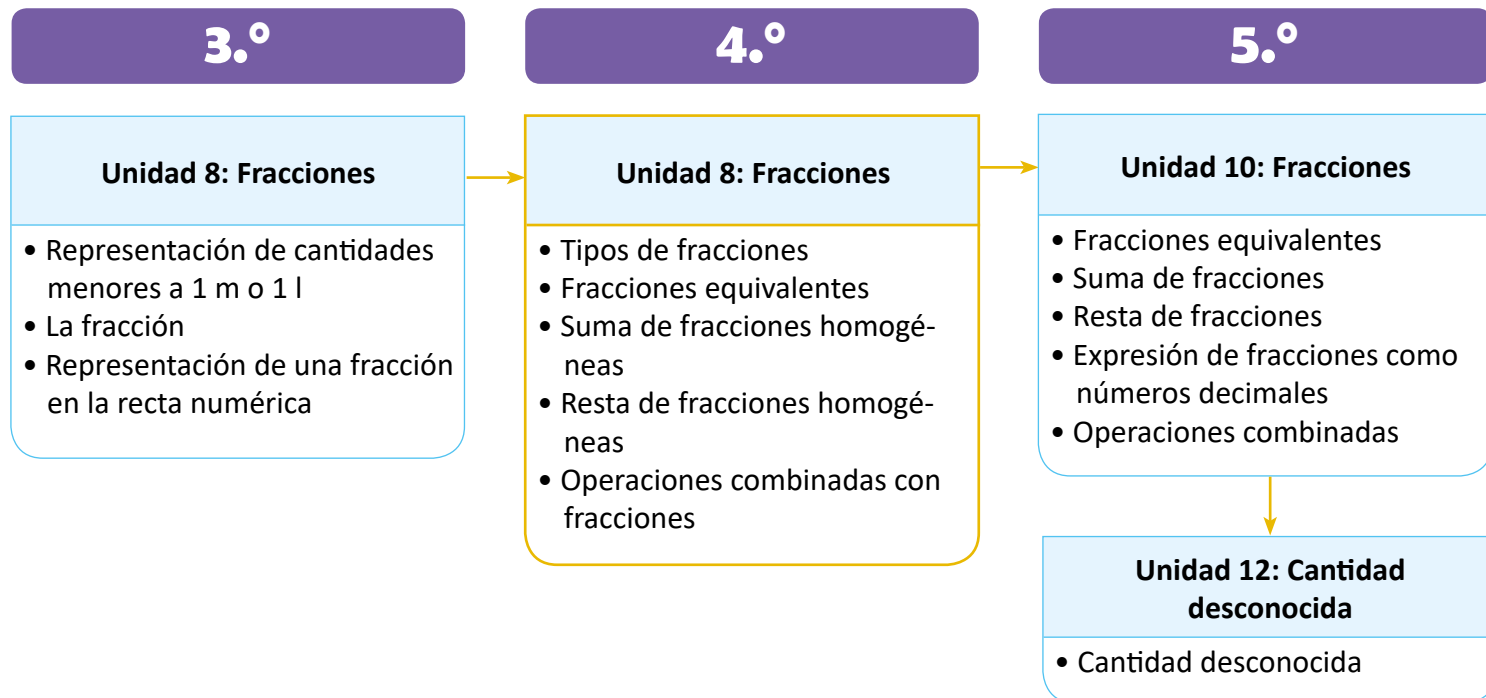 3.º
4.º
5.º
Unidad 8: Fracciones
• Representación de cantidades
menores a 1 m o 1 l
• La fracción
• Representación de una fracción
en la recta numérica
Unidad 8: Fracciones
• Tipos de fracciones
• Fracciones equivalentes
• Suma de fracciones homogé-
neas
• Resta de fracciones homogé-
neas
• Operaciones combinadas con
fracciones
Unidad 10: Fracciones
• Fracciones equivalentes
• Suma de fracciones
• Resta de fracciones
• Expresión de fracciones como
números decimales
• Operaciones combinadas
Unidad 12: Cantidad
desconocida
• Cantidad desconocida